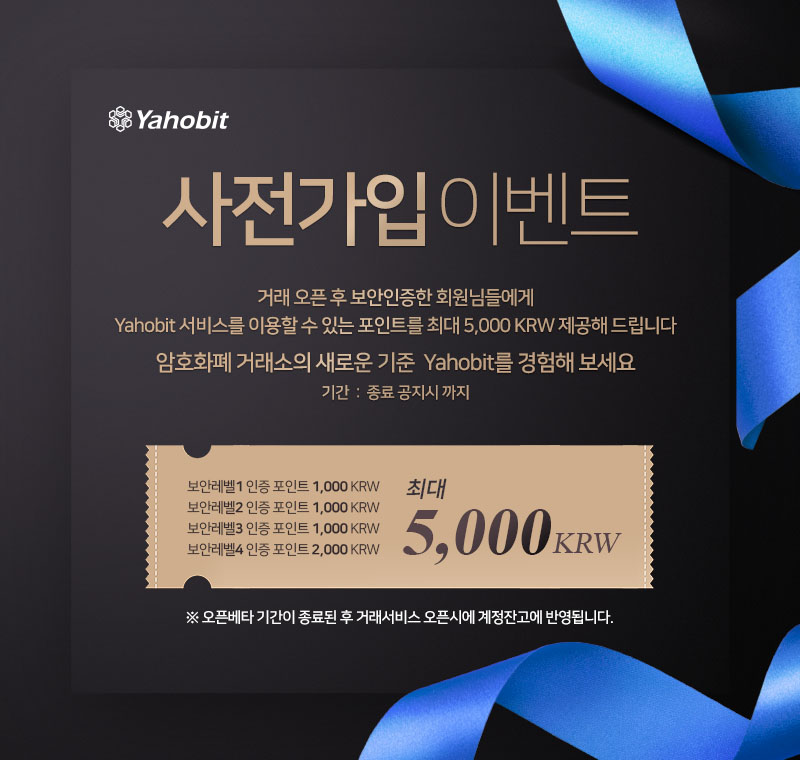 Yahobit
사전가입 이벤트
거래 오픈 후 보안인증한 회원님들에게
Yahobit 서비스를 이용할 수 있는 포인트를 최대 5,000 KRW 제공해 드립니다
암호화폐 거래소의 새로운 기준 Yahobit를 경험해 보세요
기간 : 종료 공지시 까지
보안레벨1 인증 포인트 1,000 KRW
보안레벨2 인증 포인트 1,000 KRW
보안레벨3 인증 포인트 1,000 KRW
보안레벨4 인증 포인트 2,000 KRW
최대
5,000 KRW
※ 오픈베타 기간이 종료된 후 거래서비스 오픈시에 계정잔고에 반영됩니다.